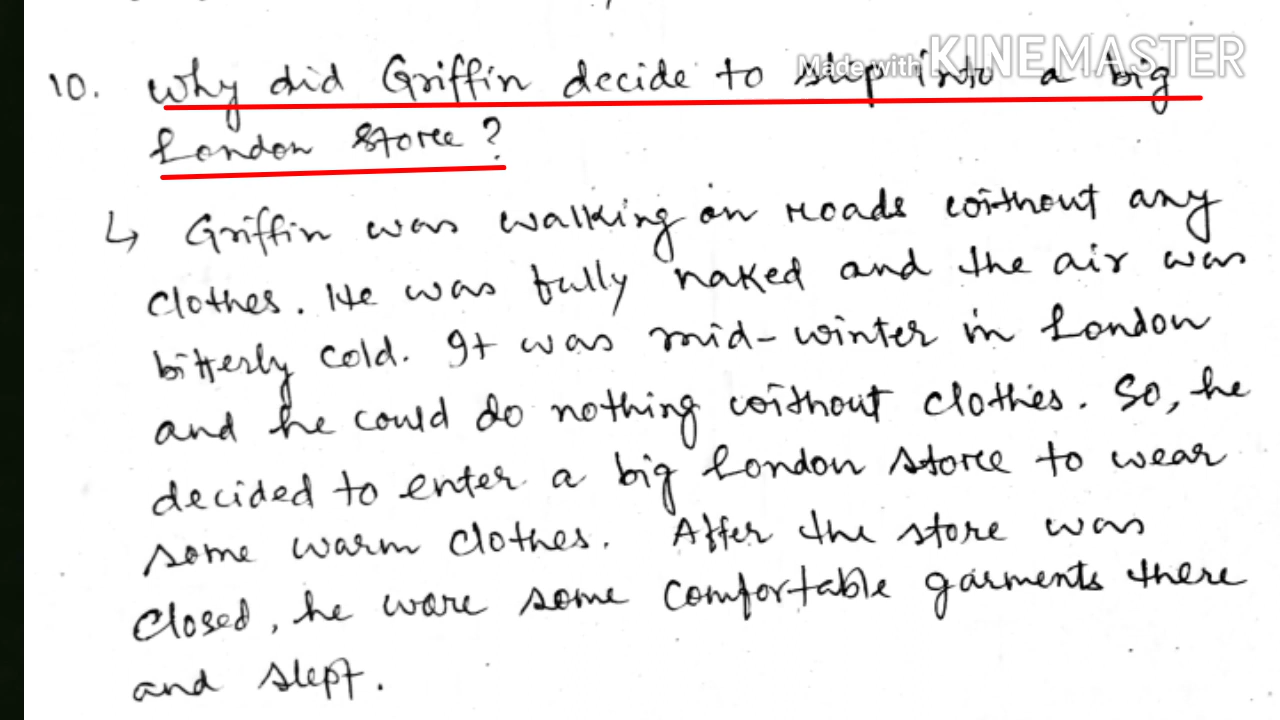 Made with KINEMASTER
10. Why did Griffin decide to slip into a big
London store?
↳ Griffin was walking on roads without any
clothes. He was fully naked and the air was
bitterly cold. It was mid-winter in London
and he could do nothing without clothes. So, he
decided to enter a big London store to wear
some warm clothes. After the store was
closed, he wore some comfortable garments there
and slept.